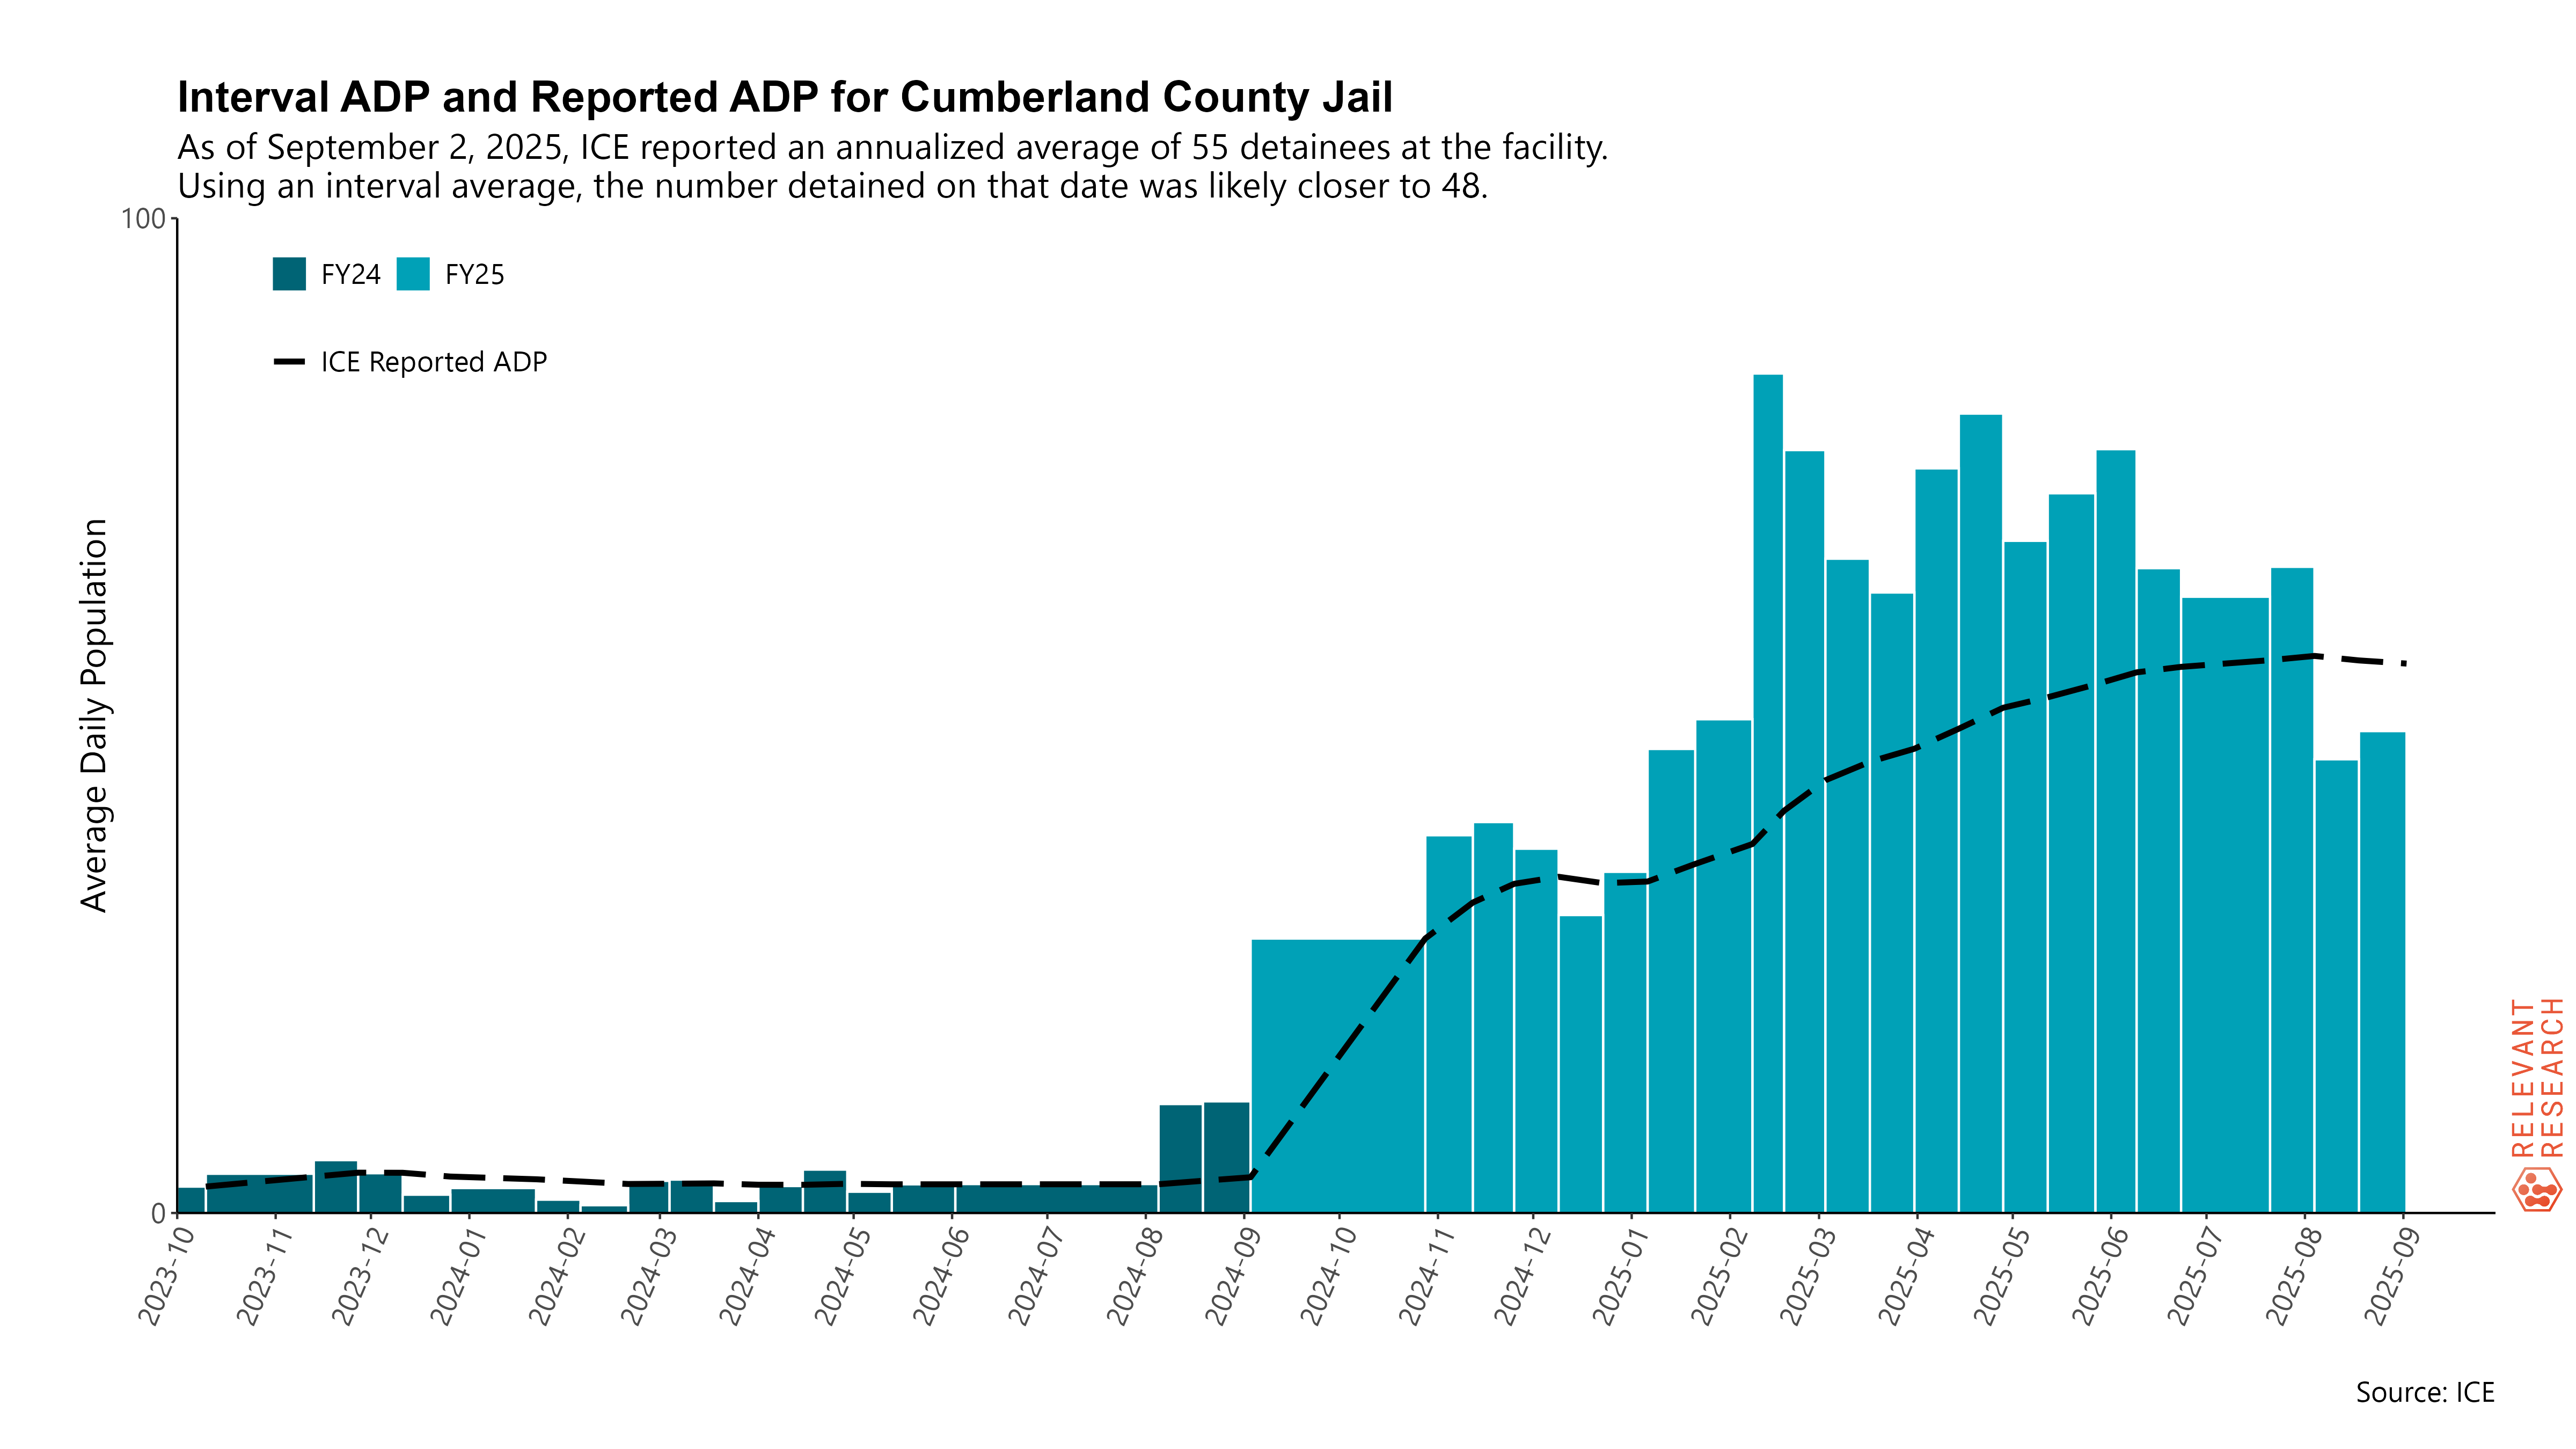 Interval ADP and Reported ADP for Cumberland County Jail
As of September 2, 2025, ICE reported an annualized average of 55 detainees at the facility.
Using an interval average, the number detained on that date was likely closer to 48.
100
FY24 FY25
ICE Reported ADP
Average Daily Population
0
2023-10
2023-11
2023-12
2024-01
2024-02
2024-03
2024-04
2024-05
2024-06
2024-07
2024-08
2024-09
2024-10
2024-11
2024-12
2025-01
2025-02
2025-03
2025-04
2025-05
2025-06
2025-07
2025-08
2025-09
RELEVANT
RESEARCH
Source: ICE